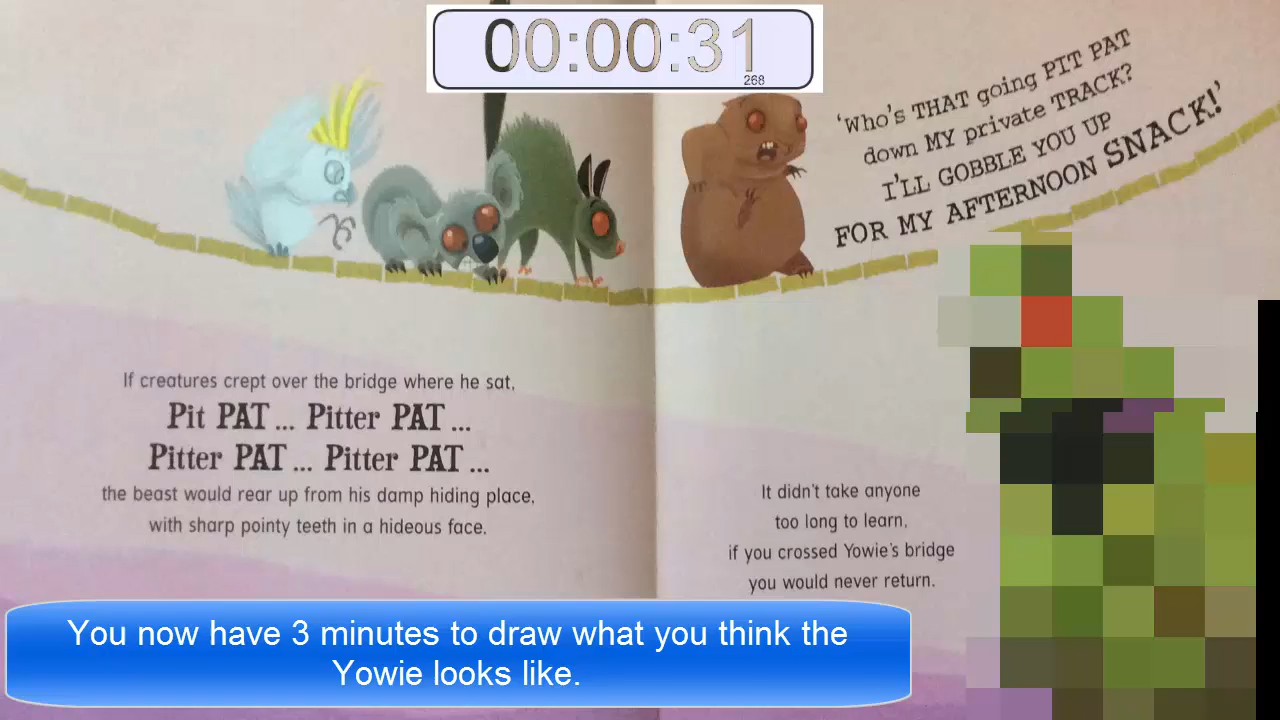 00:00:31
268
'Who's THAT going PIT PAT
down MY private TRACK?
I'LL GOBBLE YOU UP
FOR MY AFTERNOON SNACK!'
If creatures crept over the bridge where he sat,
Pit PAT ... Pitter PAT ...
Pitter PAT ... Pitter PAT ...
the beast would rear up from his damp hiding place,
with sharp pointy teeth in a hideous face.
It didn't take anyone
too long to learn,
if you crossed Yowie's bridge
you would never return.
You now have 3 minutes to draw what you think the
Yowie looks like.